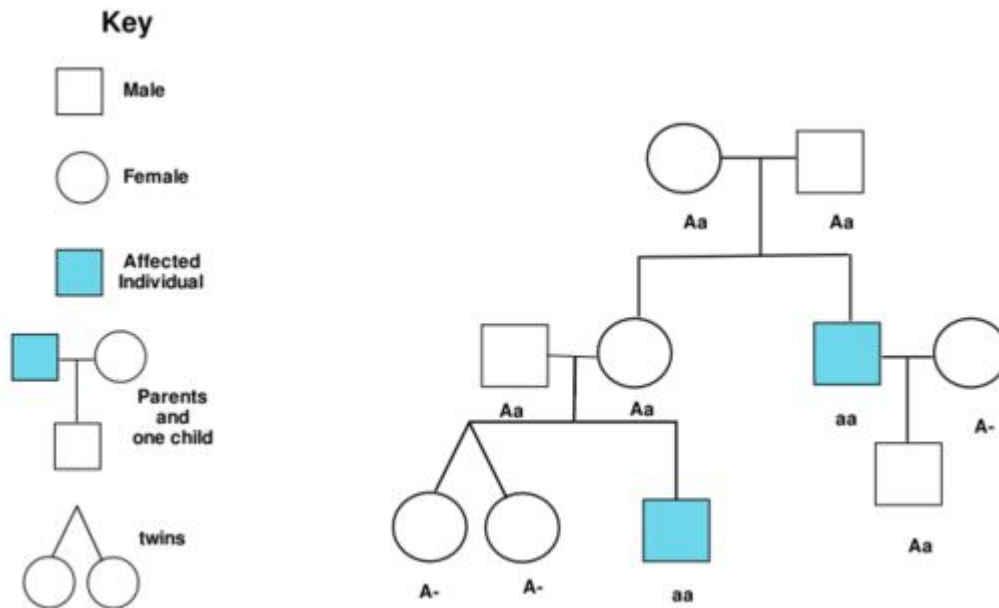 Key
Male
Female
Affected
Individual
Parents
and
one child
twins
Aa
Aa
Aa
Aa
aa
A-
A-
A-
aa
Aa